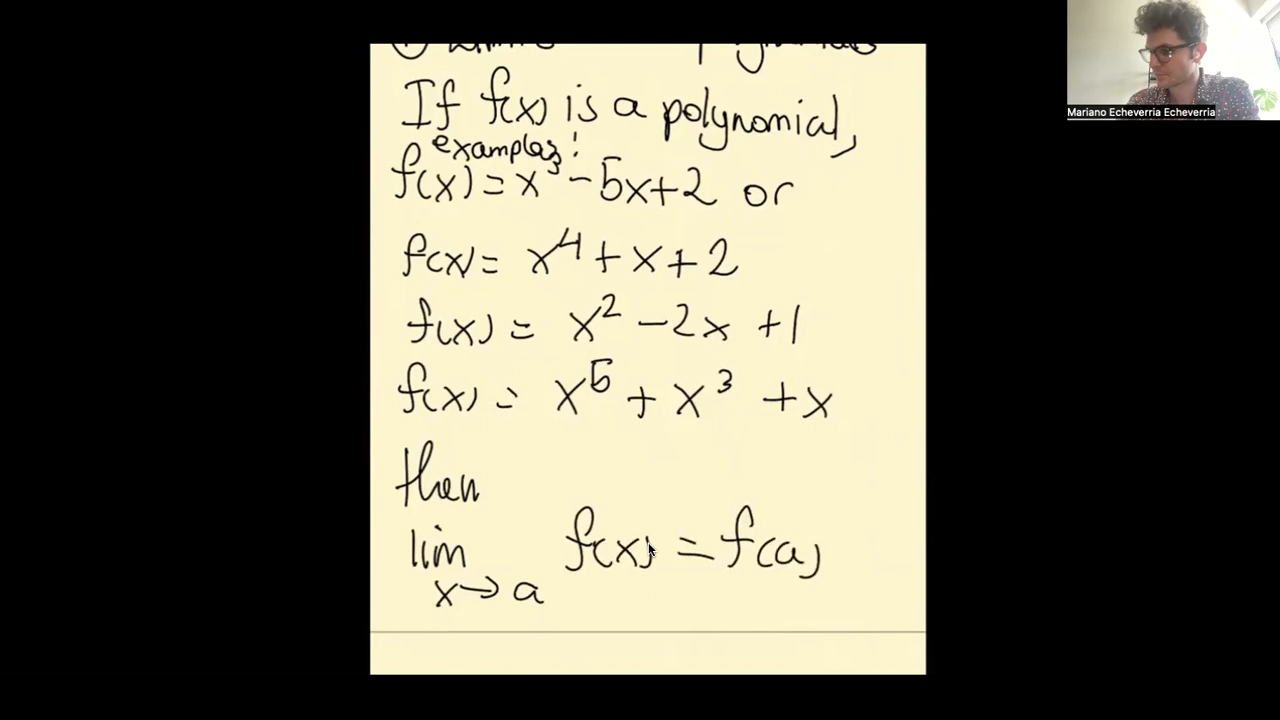 If f(x) is a polynomial,
examples:
f(x) = x³ - 5x+2 or
f(x) = x⁴ + x + 2
f(x) = x² - 2x + 1
f(x) = x⁵ + x³ + x
then
lim f(x) = f(a)
x → a
Mariano Echeverria Echeverria